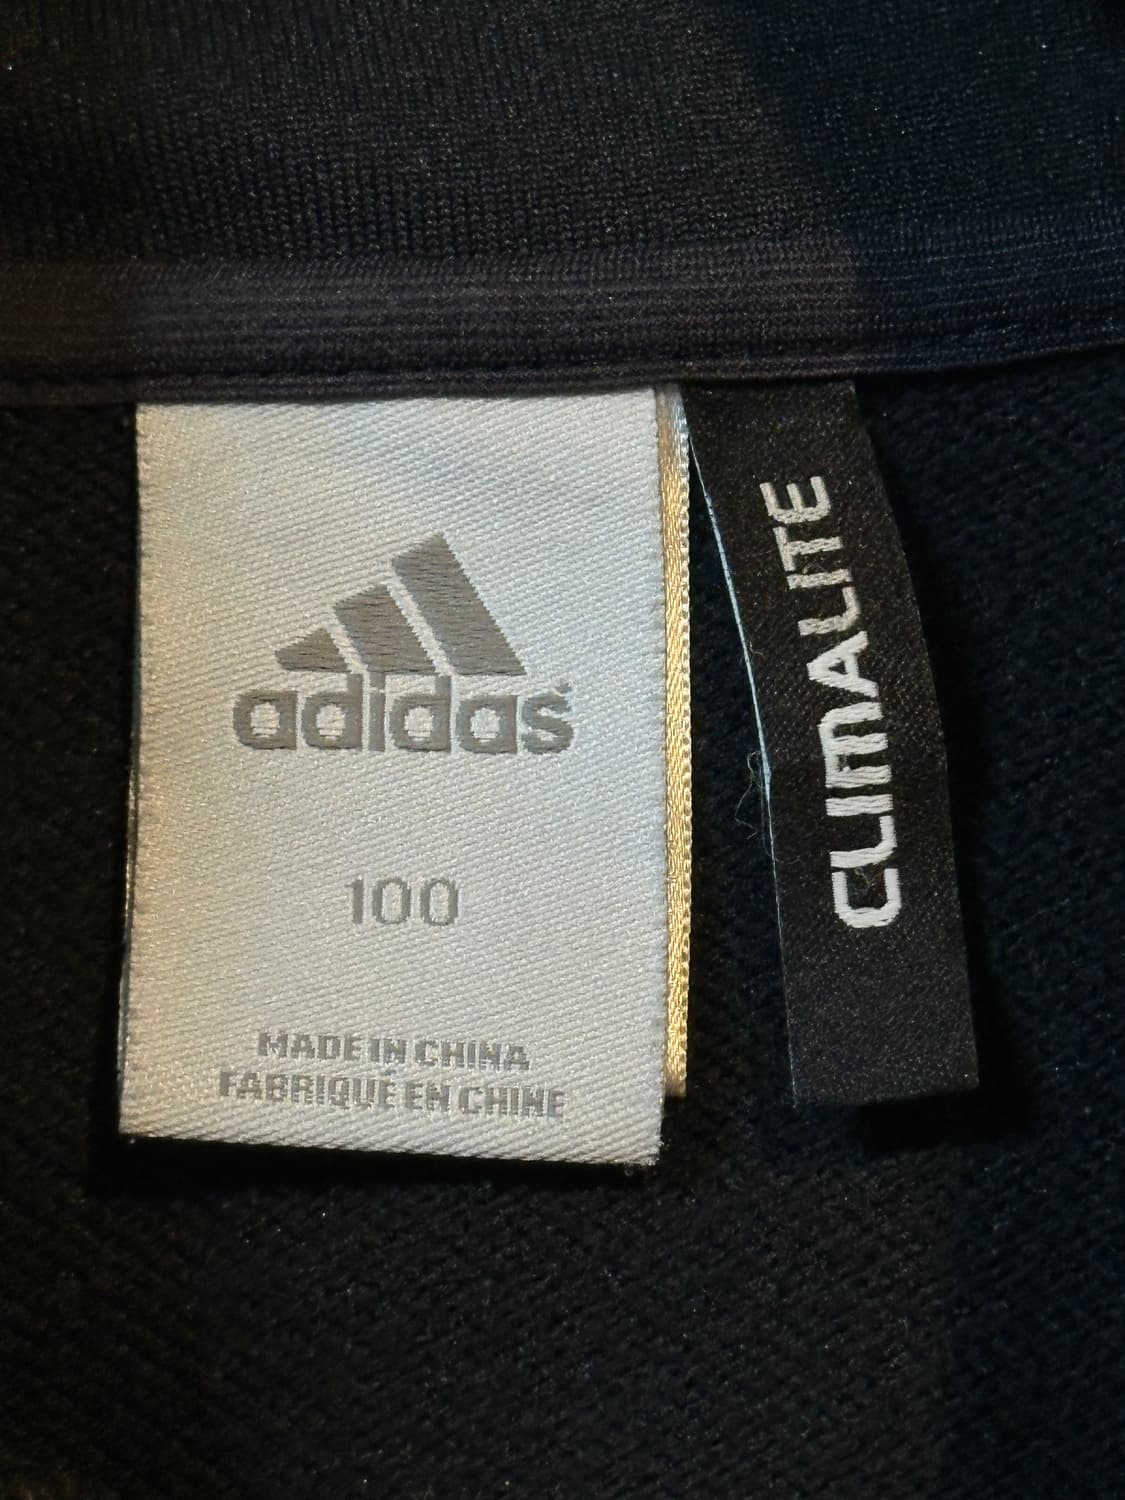 adidas
100
MADE IN CHINA
FABRIQUÉ EN CHINE
CLIMALITE